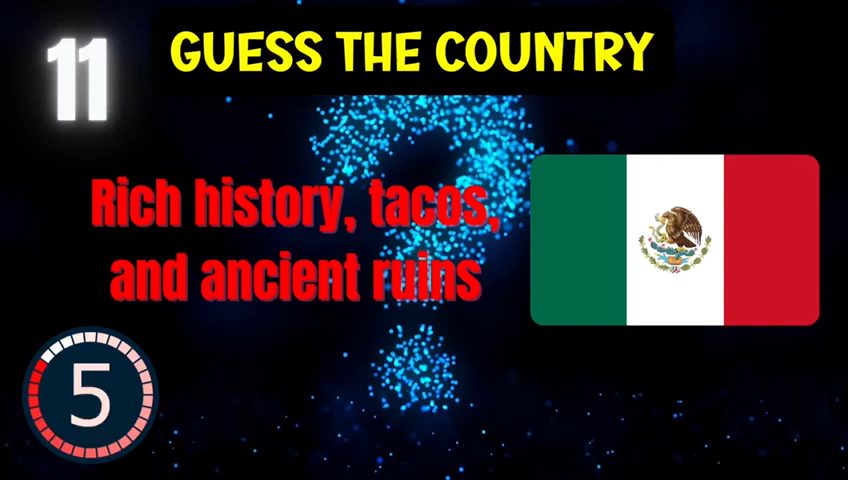 11
GUESS THE COUNTRY
Rich history, tacos,
and ancient ruins
5